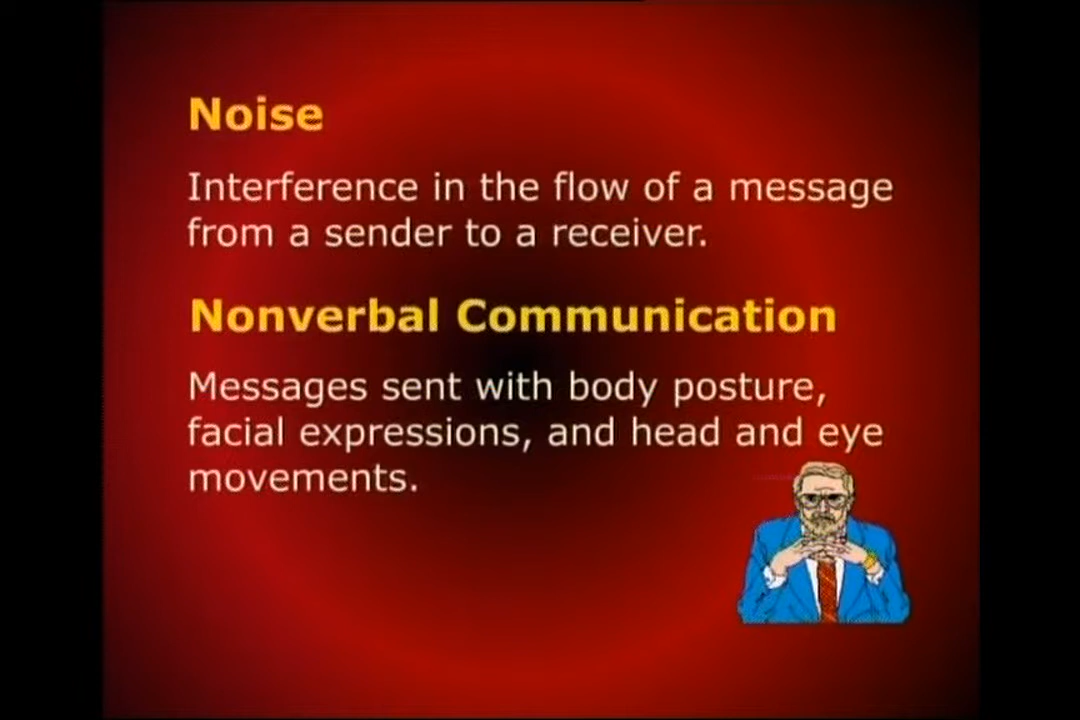 Noise
Interference in the flow of a message
from a sender to a receiver.
Nonverbal Communication
Messages sent with body posture,
facial expressions, and head and eye
movements.